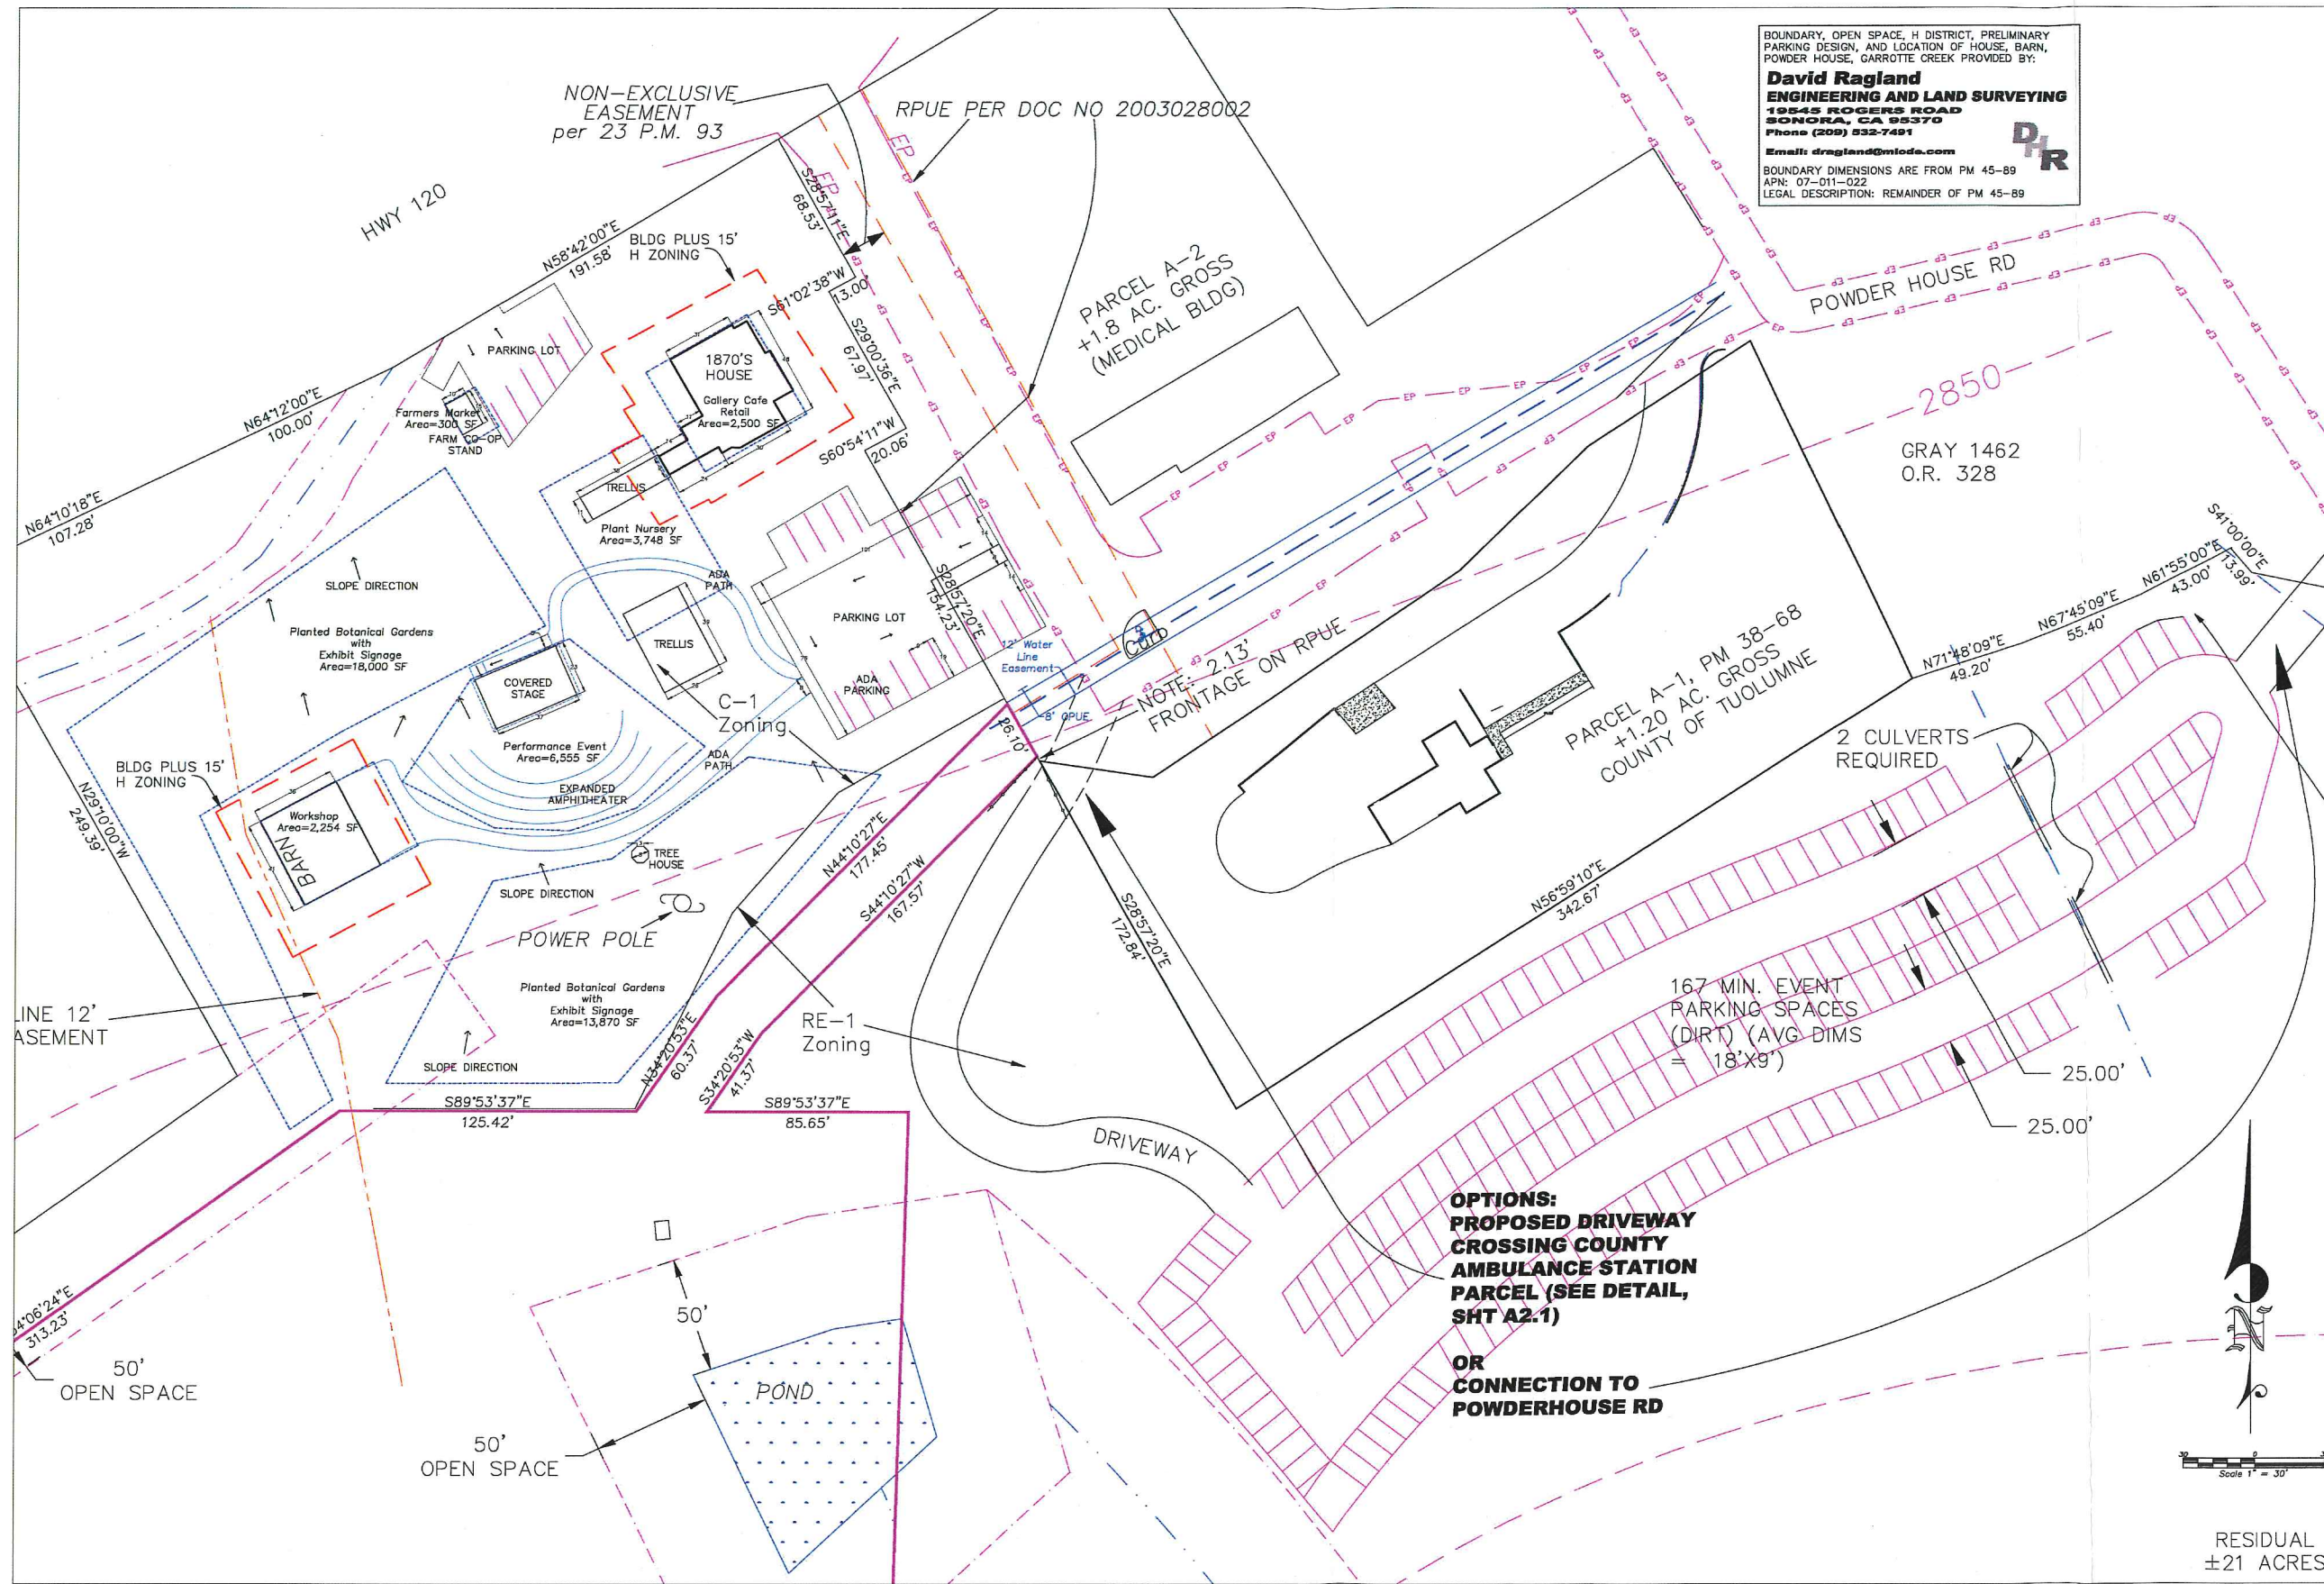 BOUNDARY, OPEN SPACE, H DISTRICT, PRELIMINARY
PARKING DESIGN, AND LOCATION OF HOUSE, BARN,
POWDER HOUSE, GARROTTE CREEK PROVIDED BY:
David Ragland
ENGINEERING AND LAND SURVEYING
19545 ROGERS ROAD
SONORA, CA 95370
Phone (209) 532-7491
Email: dragland@mlode.com
DHR
BOUNDARY DIMENSIONS ARE FROM PM 45-89
APN: 07-011-022
LEGAL DESCRIPTION: REMAINDER OF PM 45-89
NON-EXCLUSIVE
EASEMENT
per 23 P.M. 93
RPUE PER DOC NO 2003028002
EP
EP
HWY 120
N58°42'00"E
191.58'
BLDG PLUS 15'
H ZONING
S28°57'11"E
68.53'
S61°02'38"W
13.00'
S29°00'36"E
67.97'
S60°54'11"W
20.06'
PARCEL A-2
+1.8 AC. GROSS
(MEDICAL BLDG)
POWDER HOUSE RD
2850
GRAY 1462
O.R. 328
PARKING LOT
1870'S
HOUSE
Gallery Cafe
Retail
Area=2,500 SF
Farmers Market
Area=300 SF
FARM CO-OP
STAND
N64°12'00"E
100.00'
N64°10'18"E
107.28'
TRELLIS
Plant Nursery
Area=3,748 SF
SLOPE DIRECTION
ADA
PATH
TRELLIS
PARKING LOT
S28°57'20"E
154.23'
ADA
PARKING
12' Water
Line
Easement
8' OPUE
Curb
NOTE: 2.13'
FRONTAGE ON RPUE
Planted Botanical Gardens
with
Exhibit Signage
Area=18,000 SF
COVERED
STAGE
C-1
Zoning
Performance Event
Area=6,555 SF
ADA
PATH
EXPANDED
AMPHITHEATER
26.10'
BLDG PLUS 15'
H ZONING
Workshop
Area=2,254 SF
BARN
N29°10'00"W
249.39'
TREE
HOUSE
SLOPE DIRECTION
POWER POLE
N44°10'27"E
177.45'
S44°10'27"W
167.57'
S28°57'20"E
172.84'
PARCEL A-1, PM 38-68
+1.20 AC. GROSS
COUNTY OF TUOLUMNE
N56°59'10"E
342.67'
N71°48'09"E
49.20'
N67°45'09"E
55.40'
N61°55'00"E
43.00'
S41°00'00"E
13.99'
2 CULVERTS
REQUIRED
167 MIN. EVENT
PARKING SPACES
(DIRT) (AVG DIMS
= 18'X9')
25.00'
25.00'
LINE 12'
ASEMENT
Planted Botanical Gardens
with
Exhibit Signage
Area=13,870 SF
SLOPE DIRECTION
RE-1
Zoning
N34°20'53"E
60.37'
S34°20'53"W
41.37'
S89°53'37"E
125.42'
S89°53'37"E
85.65'
DRIVEWAY
OPTIONS:
PROPOSED DRIVEWAY
CROSSING COUNTY
AMBULANCE STATION
PARCEL (SEE DETAIL,
SHT A2.1)
OR
CONNECTION TO
POWDERHOUSE RD
4°06'24"E
313.23'
50'
OPEN SPACE
50'
POND
50'
OPEN SPACE
N
30 0
Scale 1" = 30'
RESIDUAL
±21 ACRES